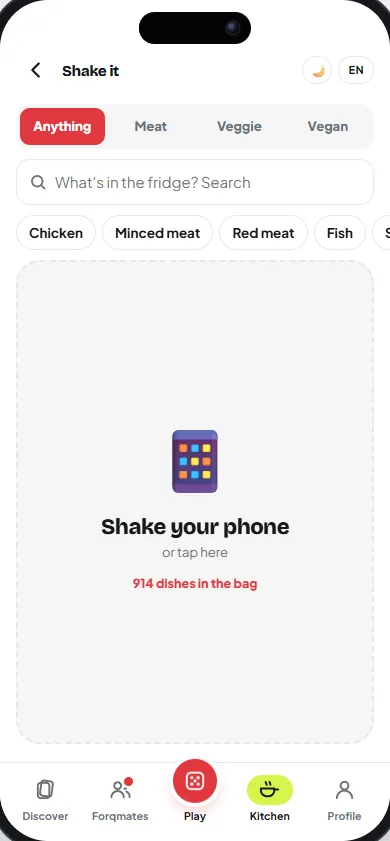 Shake it
EN
Anything
Meat
Veggie
Vegan
What's in the fridge? Search
Chicken
Minced meat
Red meat
Fish
S
Shake your phone
or tap here
914 dishes in the bag
Discover
Forqmates
Play
Kitchen
Profile